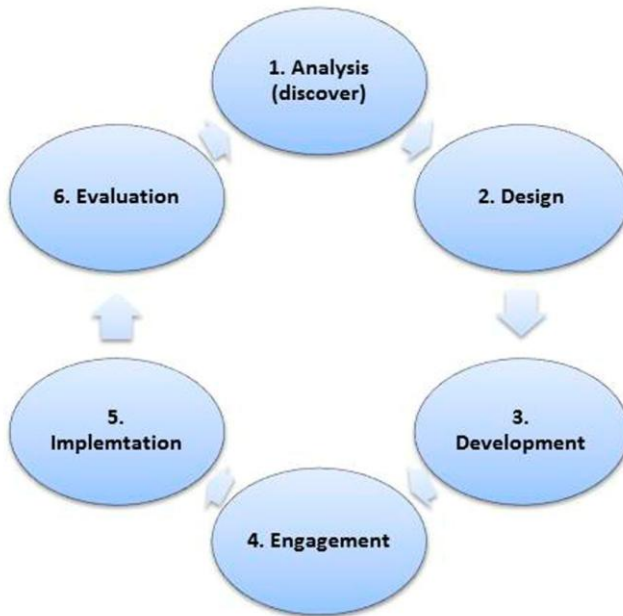 1. Analysis
(discover)
2. Design
3.
Development
4. Engagement
5.
Implemtation
6. Evaluation